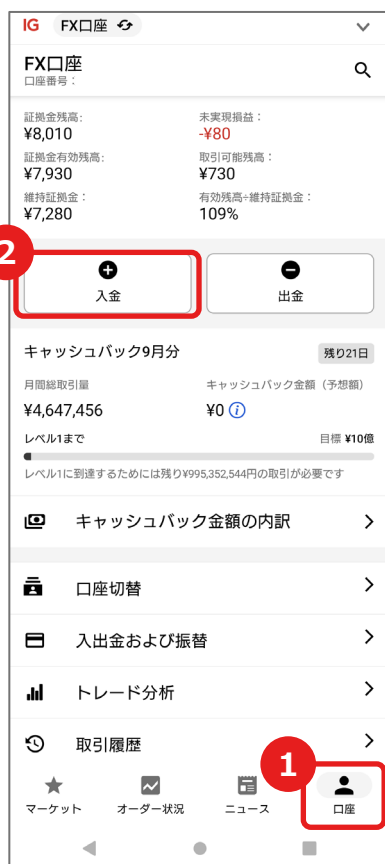 IG FX口座
FX口座
口座番号：
証拠金残高:
未実現損益：
¥8,010
-¥80
証拠金有効残高:
取引可能残高：
¥7,930
¥730
維持証拠金：
有効残高÷維持証拠金：
¥7,280
109%
2
入金
出金
キャッシュバック9月分
残り21日
月間総取引量
キャッシュバック金額（予想額）
¥4,647,456
¥0
レベル1まで
目標 ¥10億
レベル1に到達するためには残り¥995,352,544円の取引が必要です
キャッシュバック金額の内訳
口座切替
入出金および振替
トレード分析
取引履歴
1
マーケット オーダー状況 ニュース 口座